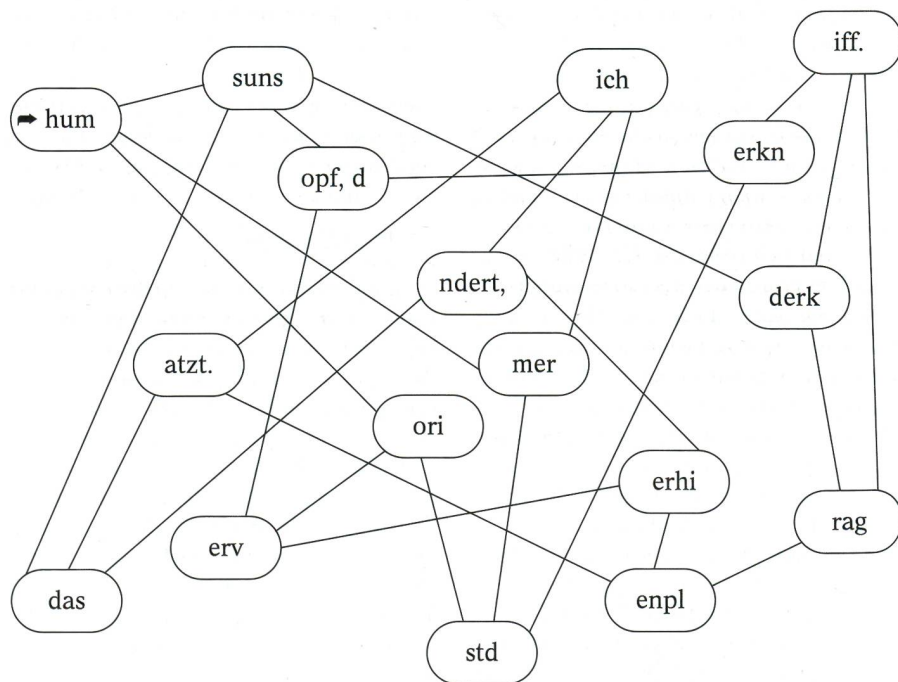 iff.
suns
ich
➦ hum
erkn
opf, d
ndert,
derk
atzt.
mer
ori
erhi
rag
erv
das
enpl
std